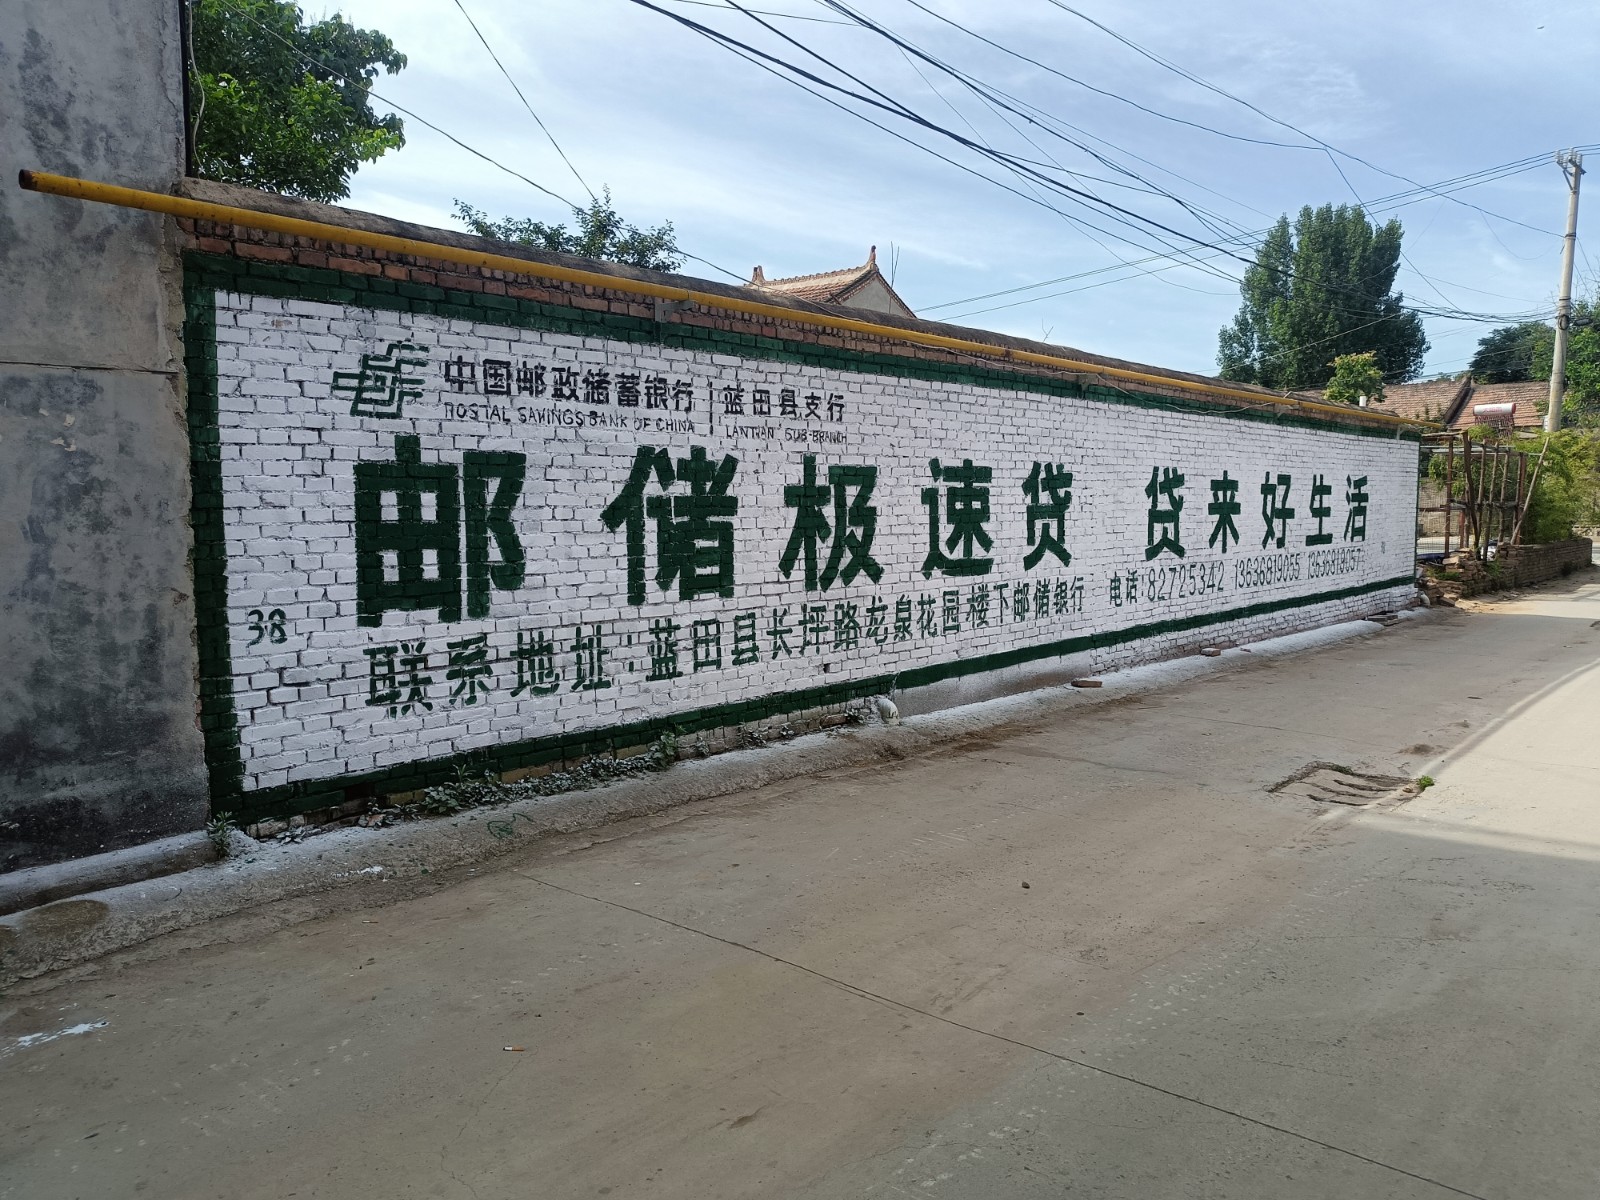 中国邮政储蓄银行 | 蓝田县支行
POSTAL SAVINGS BANK OF CHINA | LANTIAN SUB-BRANCH
邮储极速贷 贷来好生活
38
联系地址:蓝田县长坪路龙泉花园楼下邮储银行 电话:82725342 13636819055 13636819057